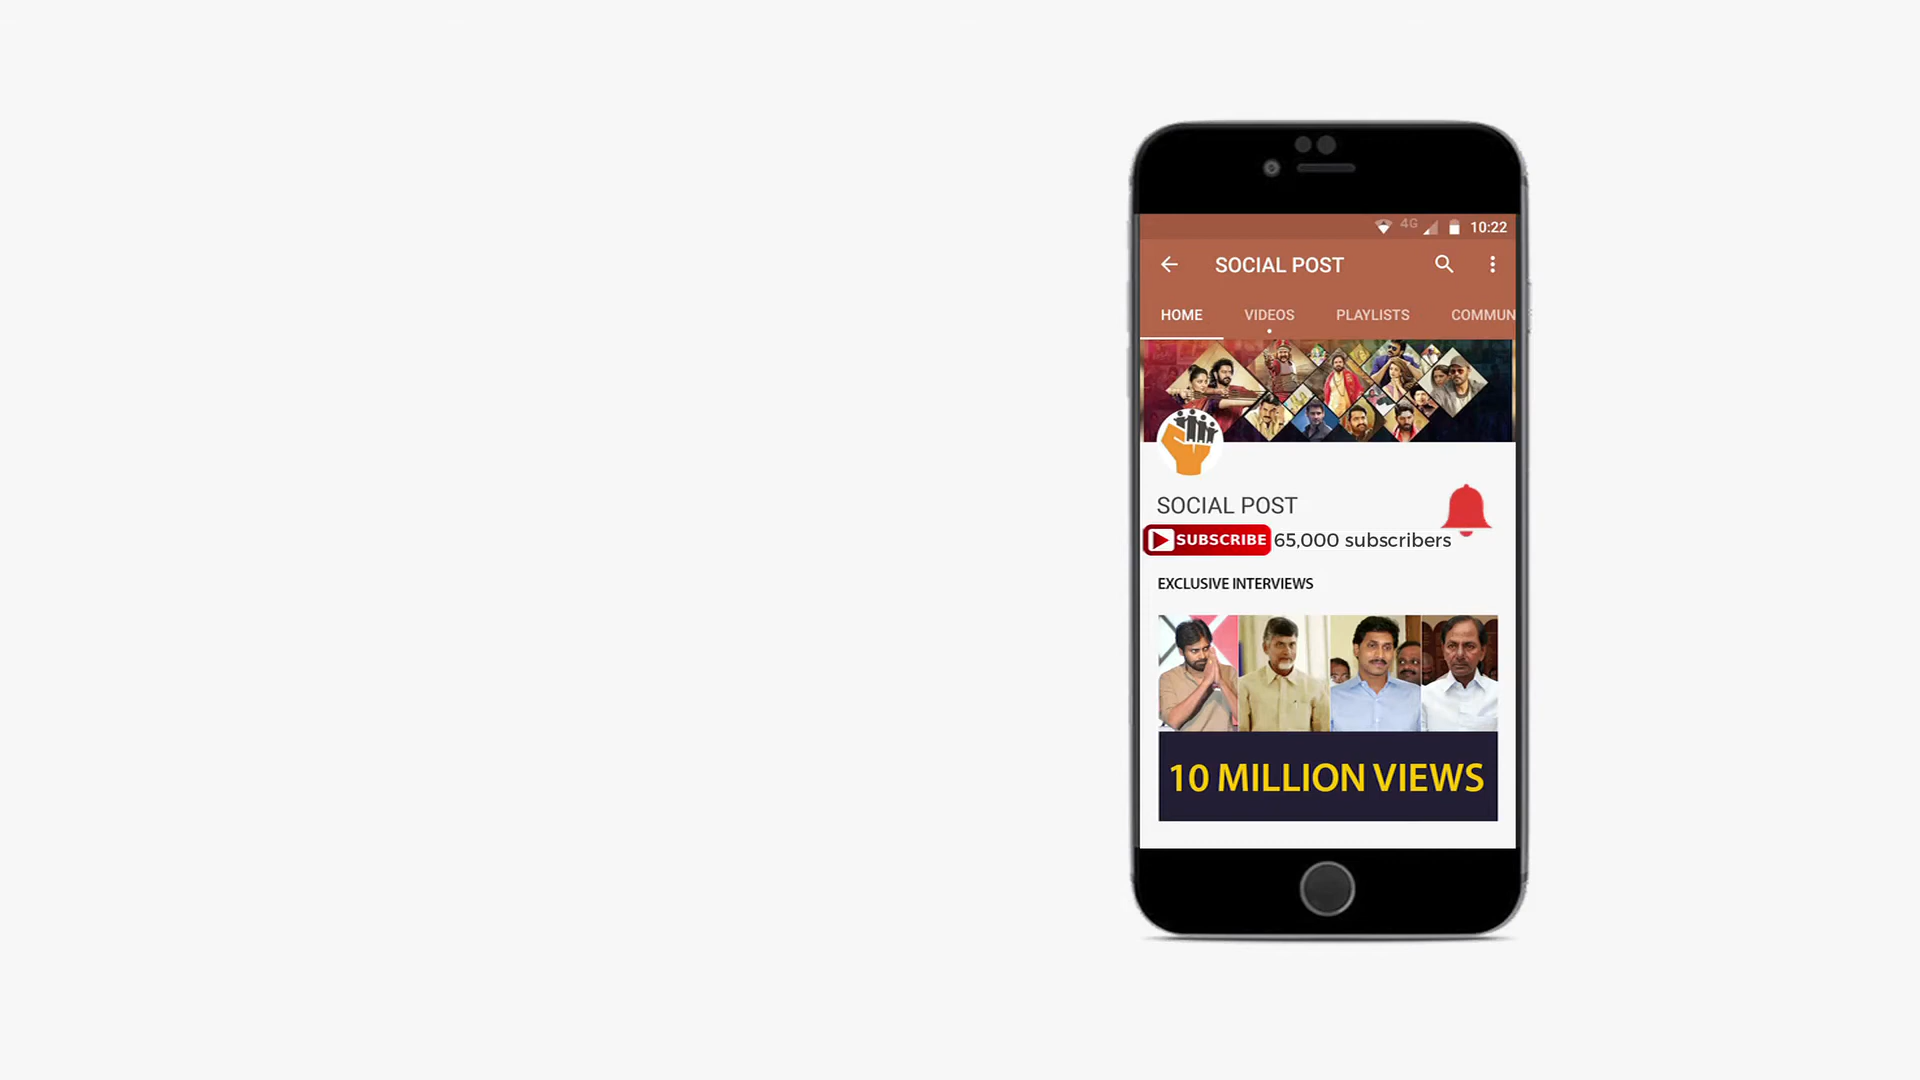 4G 10:22
SOCIAL POST
HOME VIDEOS PLAYLISTS COMMUN
SOCIAL POST
SUBSCRIBE 65,000 subscribers
EXCLUSIVE INTERVIEWS
10 MILLION VIEWS